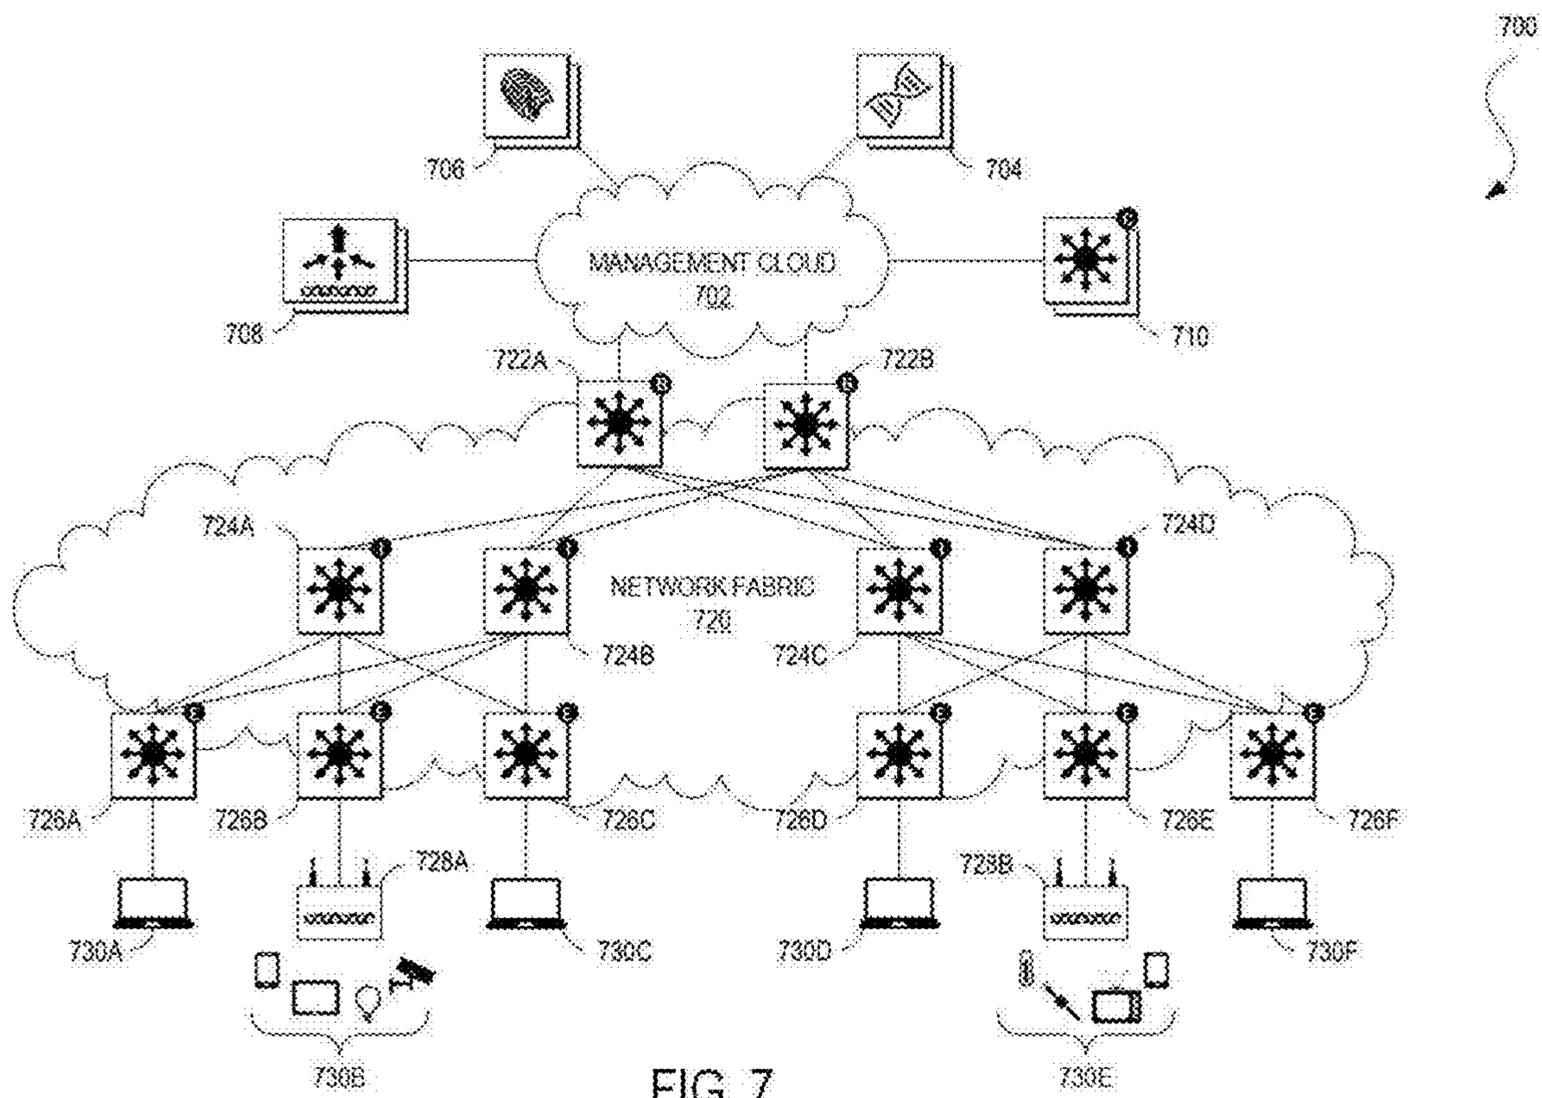 700
706
704
MANAGEMENT CLOUD
702
708
710
722A
722B
B
B
724A
724D
I
I
I
I
NETWORK FABRIC
720
724B
724C
E
E
E
E
E
E
726A
726B
726C
726D
726E
726F
728A
728B
730A
730C
730D
730F
730B
730E
FIG. 7